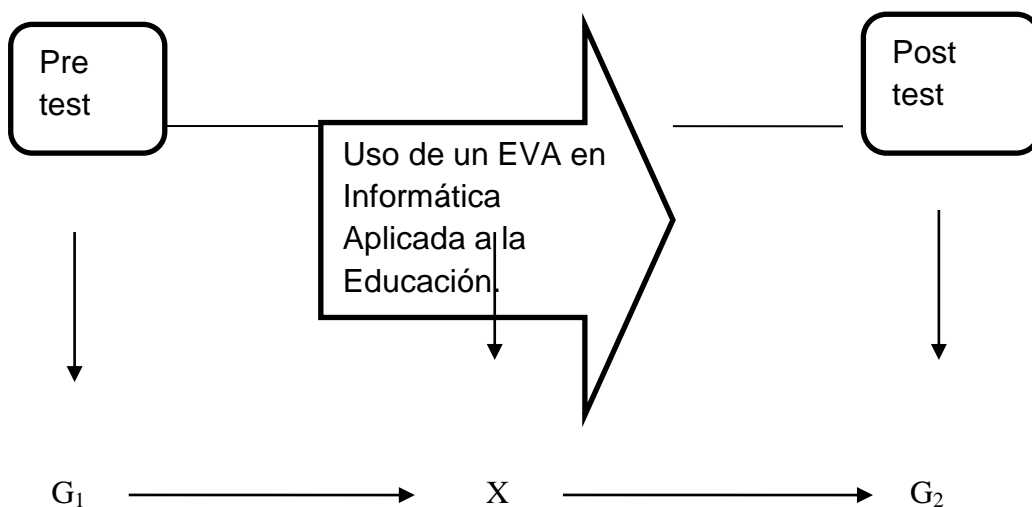 Pre
test
Uso de un EVA en
Informática
Aplicada a la
Educación.
Post
test
G₁
X
G₂